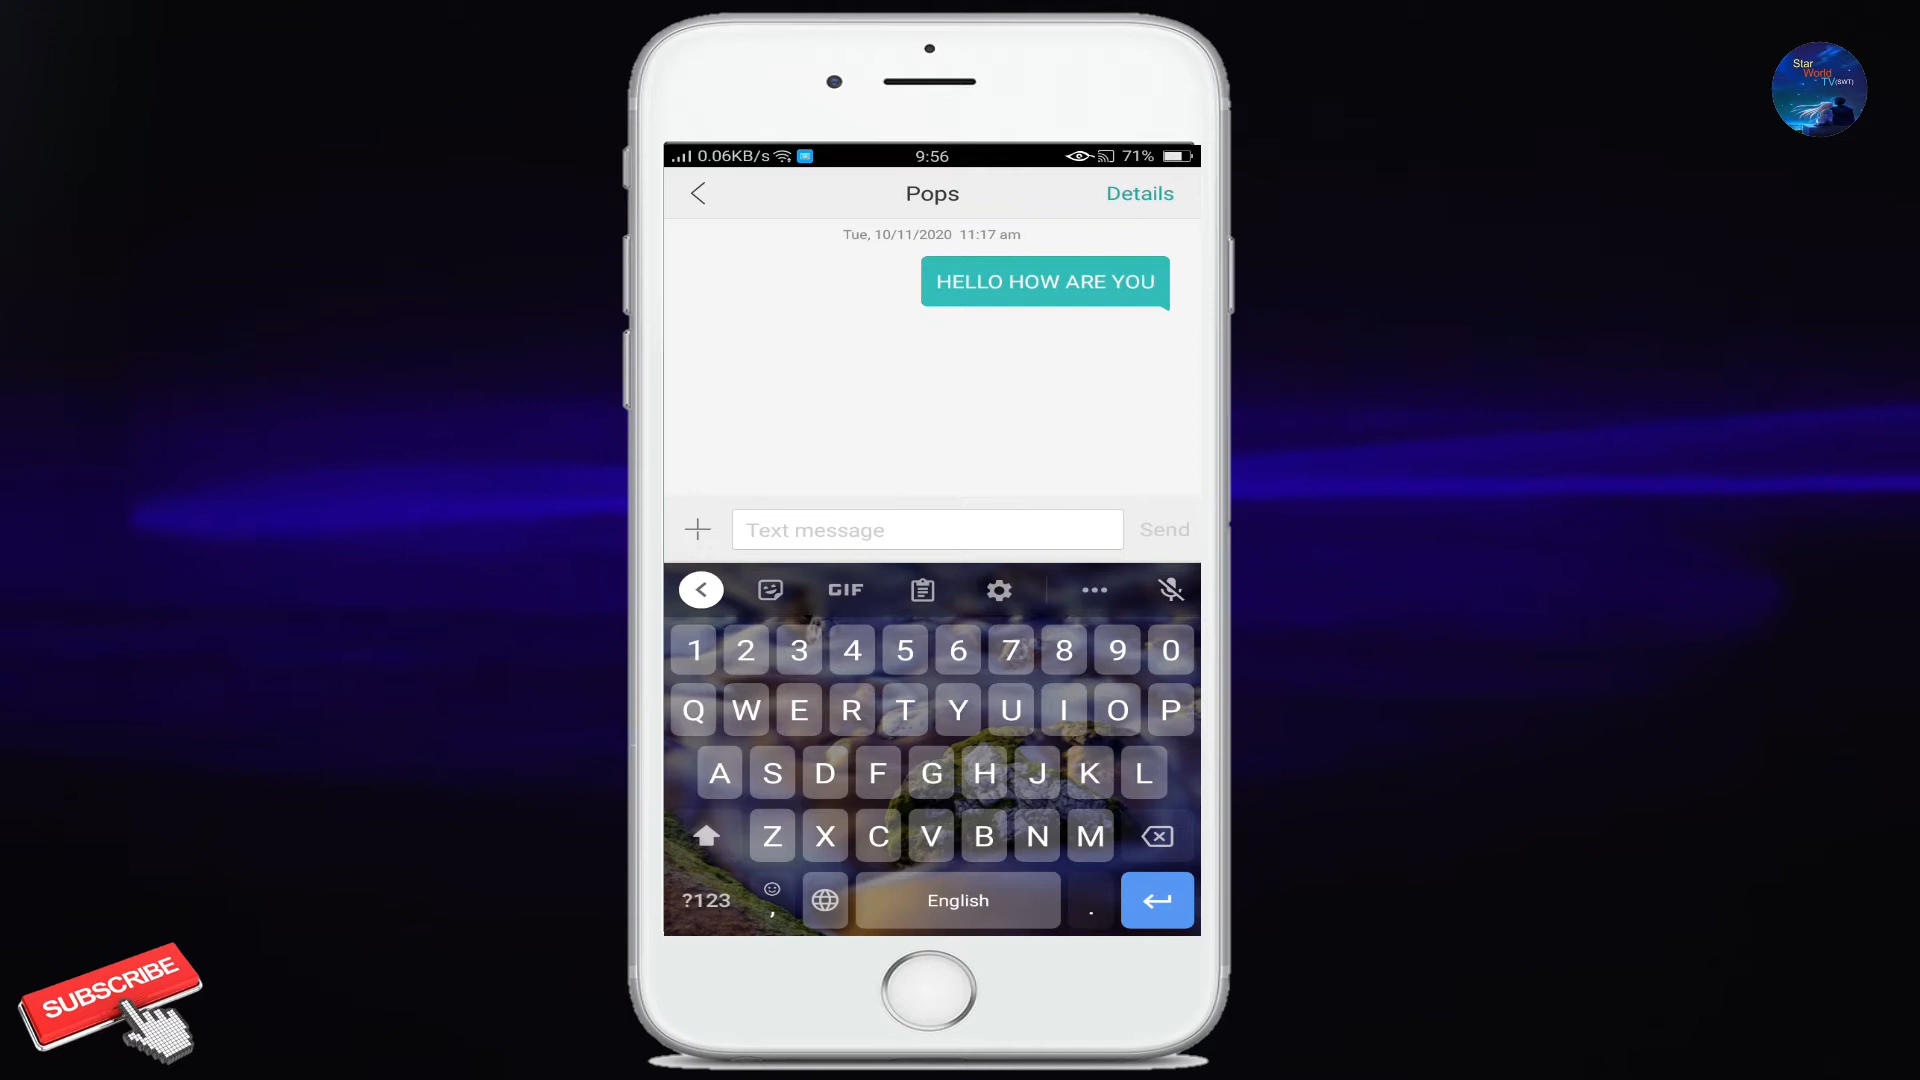 Star
World
TV(SWT)
0.06KB/s 9:56 71%
Pops Details
Tue, 10/11/2020 11:17 am
HELLO HOW ARE YOU
Text message Send
GIF
1 2 3 4 5 6 7 8 9 0
Q W E R T Y U I O P
A S D F G H J K L
Z X C V B N M
?123 , English .
SUBSCRIBE